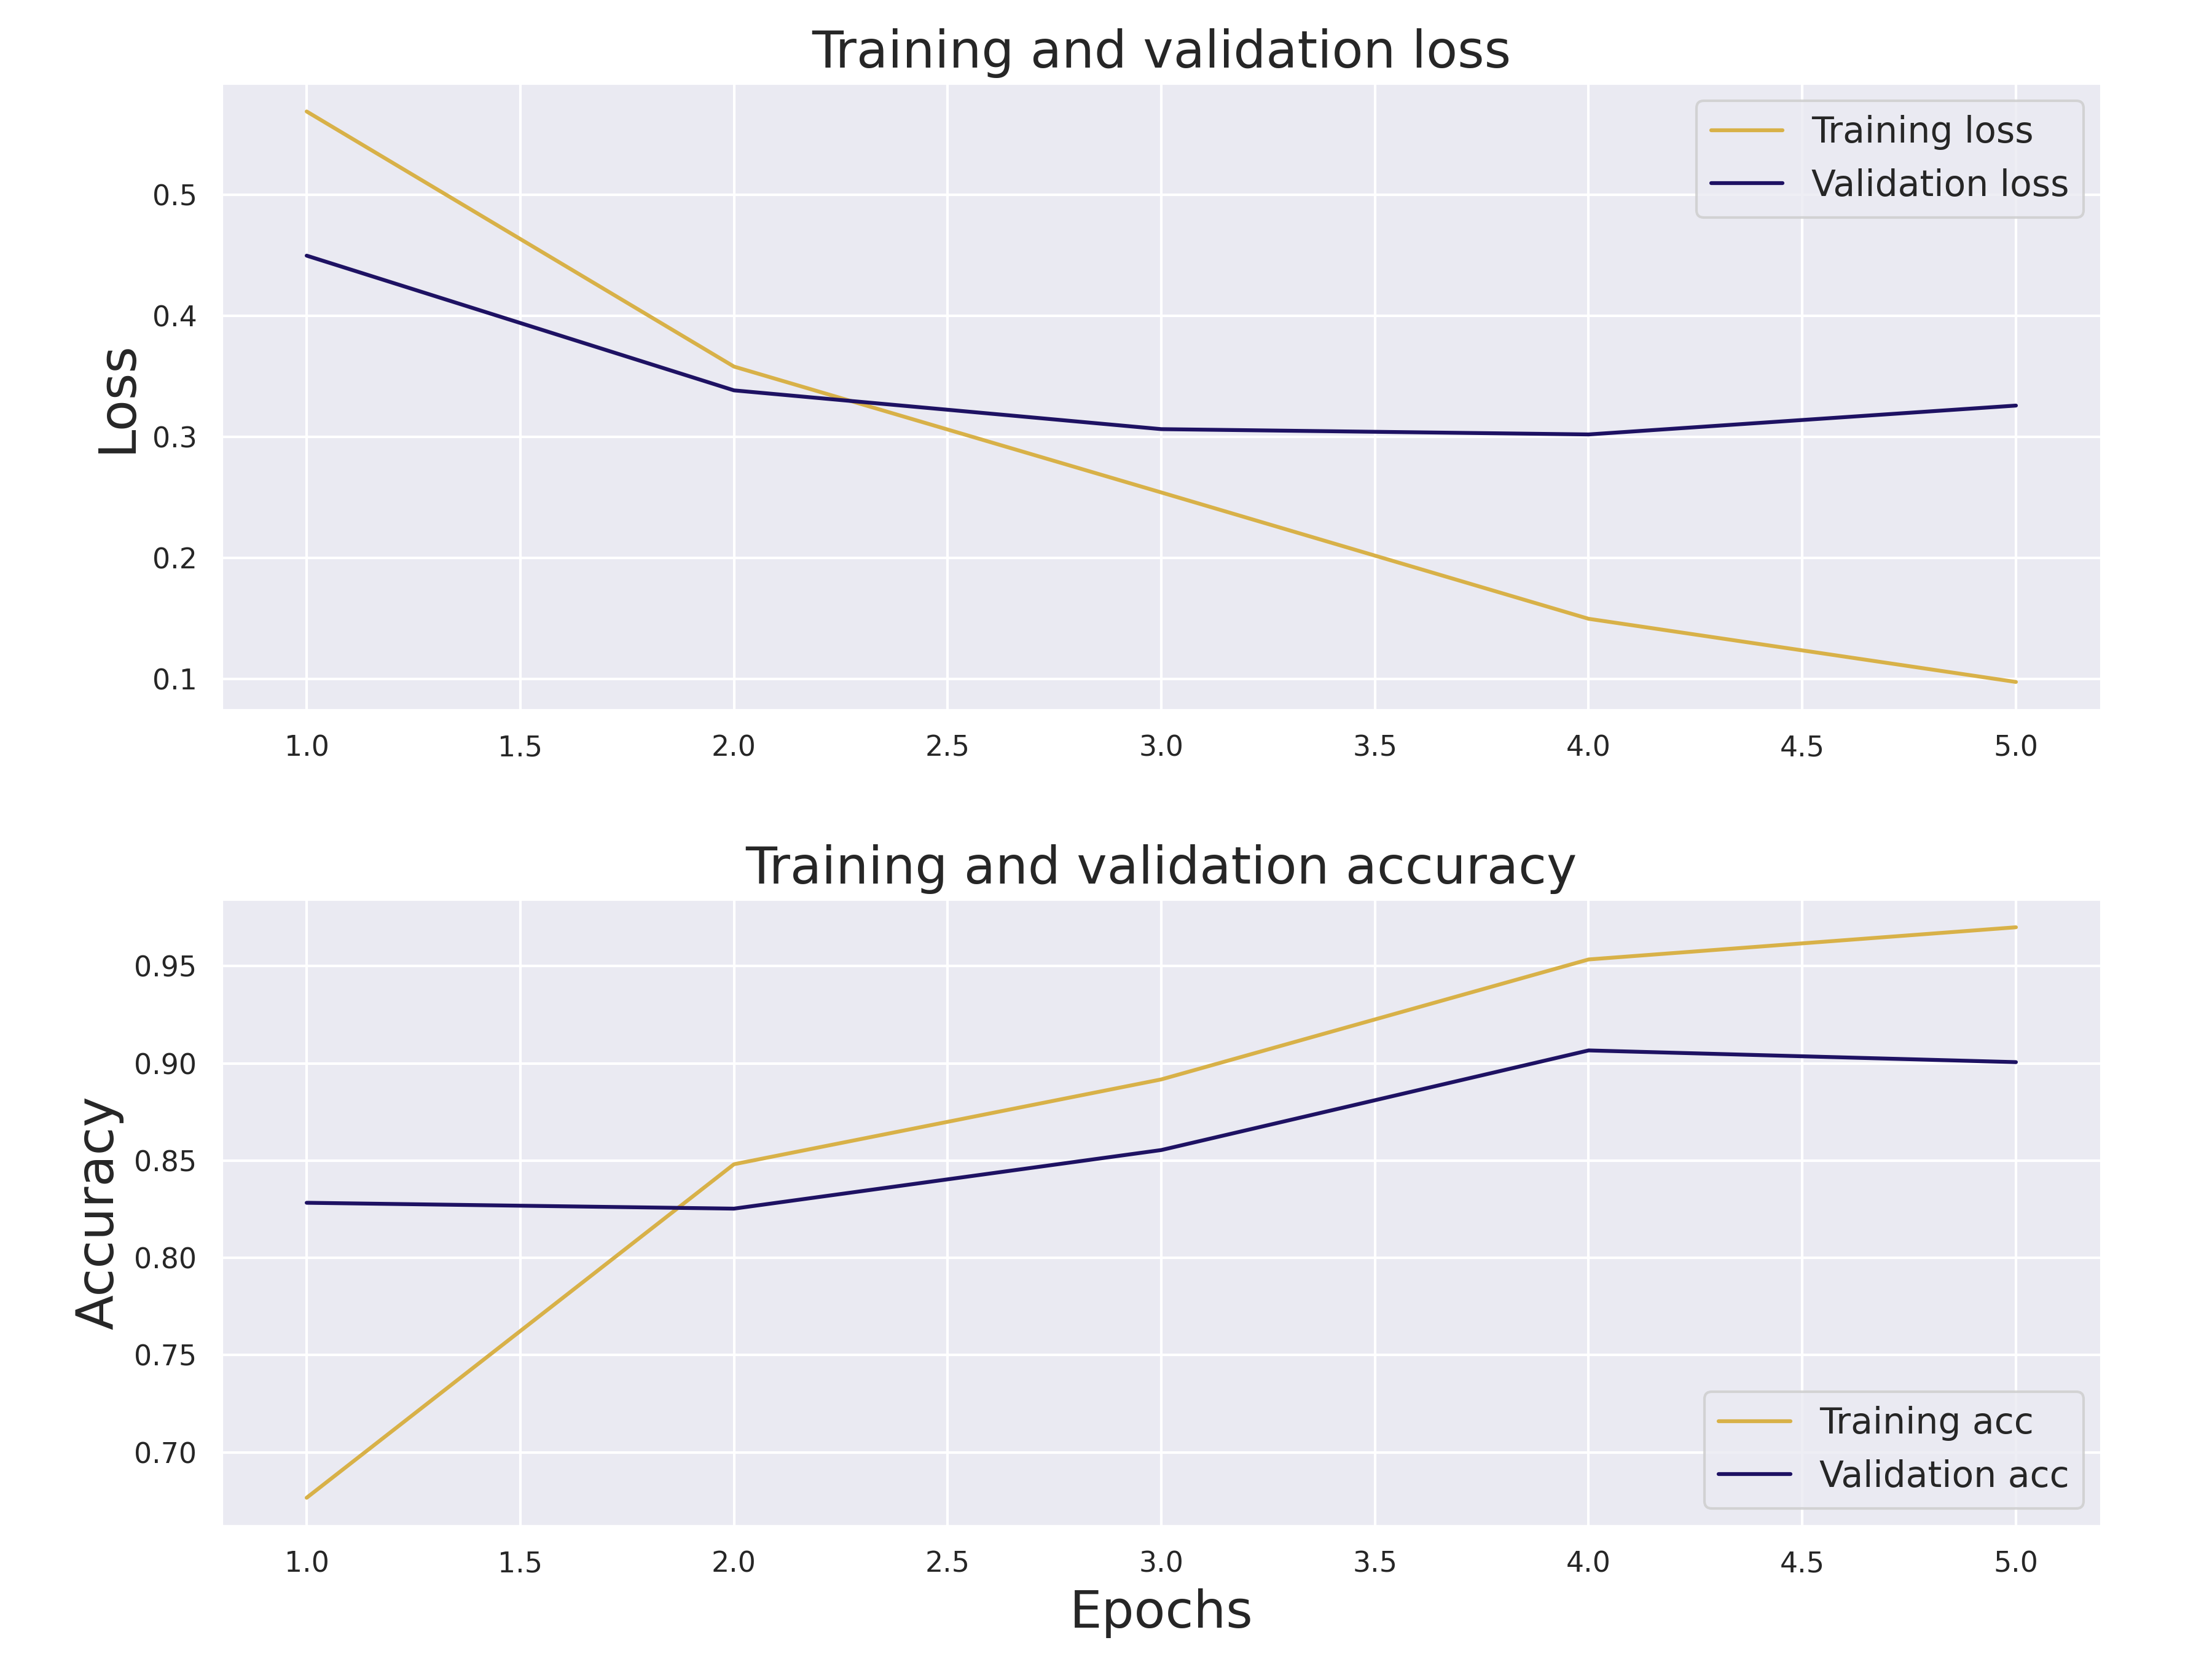 Training and validation loss
Training loss
Validation loss
0.5
0.4
0.3
0.2
0.1
Loss
1.0 1.5 2.0 2.5 3.0 3.5 4.0 4.5 5.0
Training and validation accuracy
0.95
0.90
0.85
0.80
0.75
0.70
Accuracy
Training acc
Validation acc
1.0 1.5 2.0 2.5 3.0 3.5 4.0 4.5 5.0
Epochs